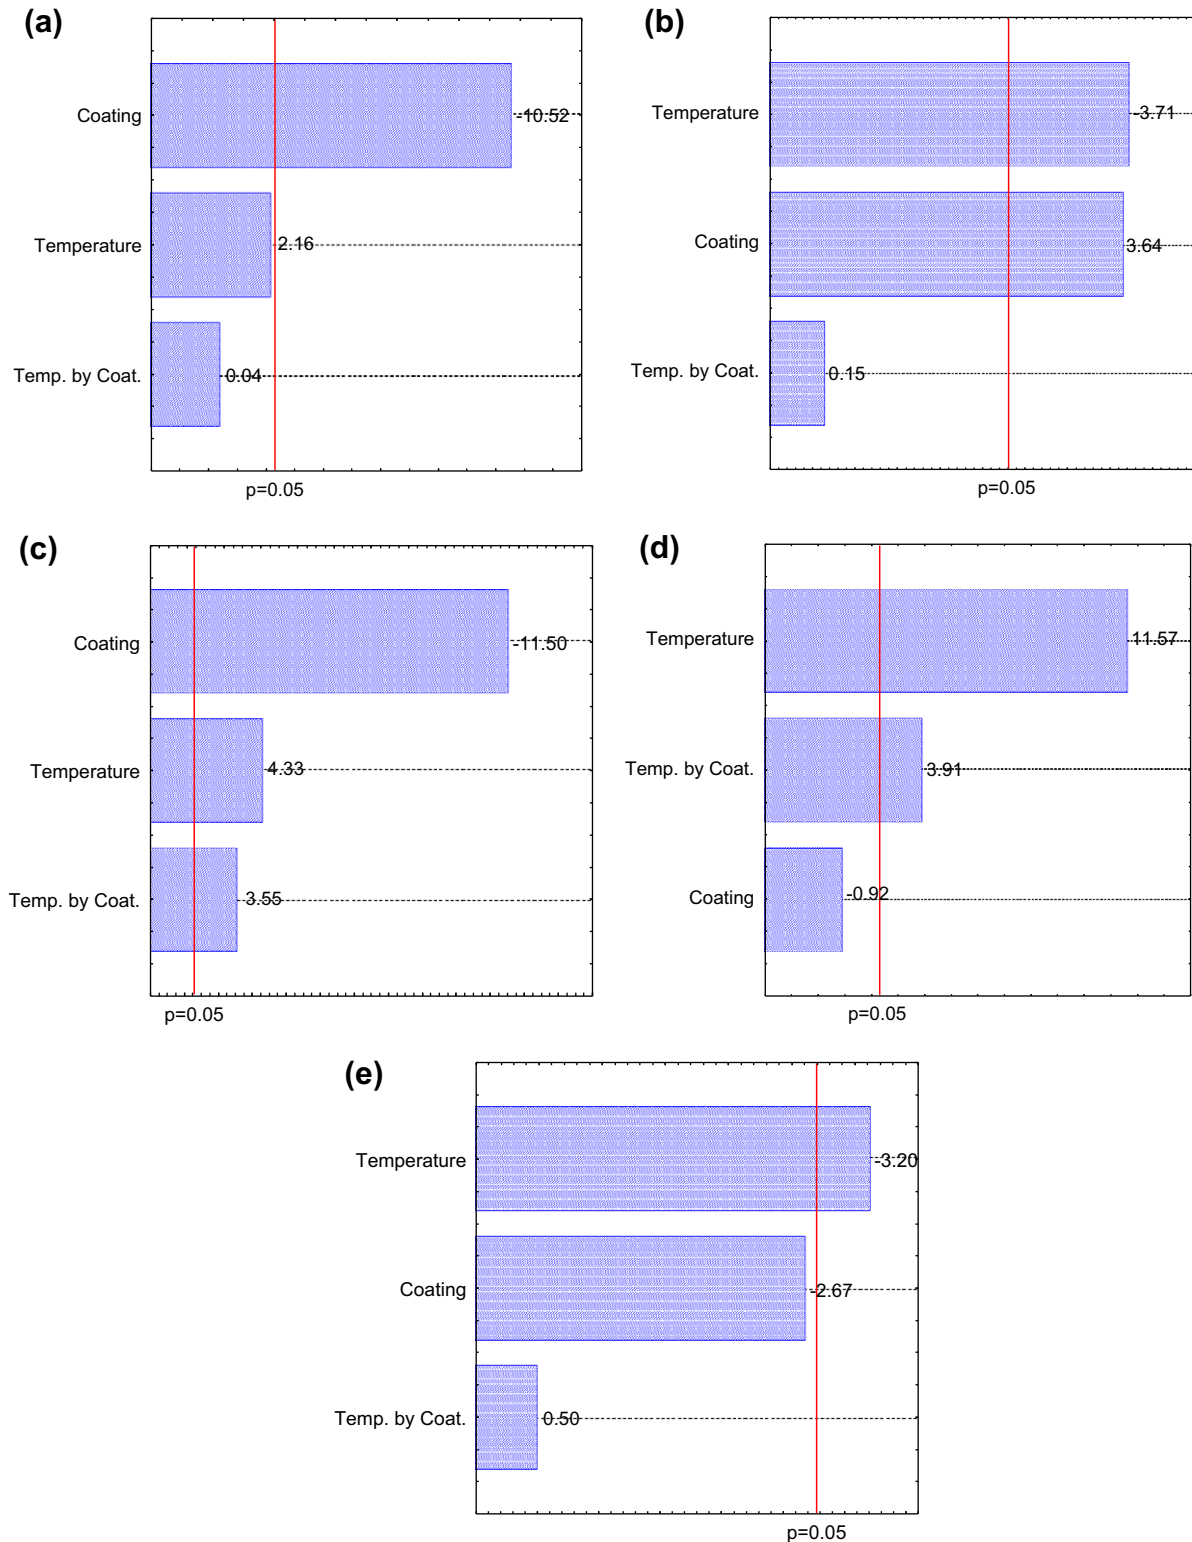 (a)
Coating
-10.52
Temperature
2.16
Temp. by Coat.
0.04
p=0.05
(b)
Temperature
-3.71
Coating
3.64
Temp. by Coat.
0.15
p=0.05
(c)
Coating
-11.50
Temperature
4.33
Temp. by Coat.
3.55
p=0.05
(d)
Temperature
11.57
Temp. by Coat.
3.91
Coating
-0.92
p=0.05
(e)
Temperature
-3.20
Coating
-2.67
Temp. by Coat.
0.50
p=0.05